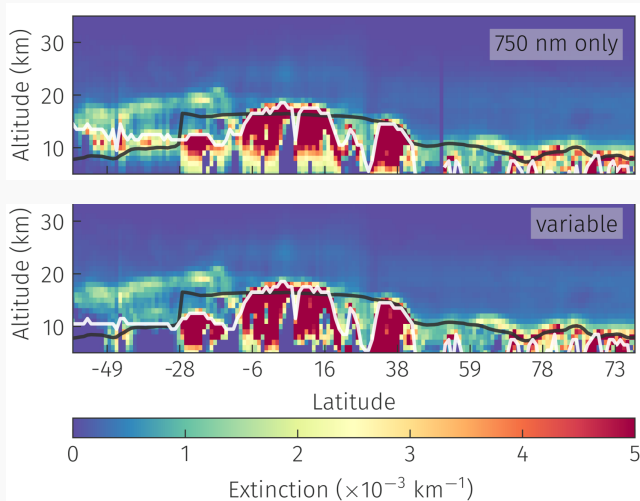 750 nm only
Altitude (km)
30
20
10
variable
Altitude (km)
30
20
10
-49 -28 -6 16 38 59 78 73
Latitude
0 1 2 3 4 5
Extinction (×10⁻³ km⁻¹)